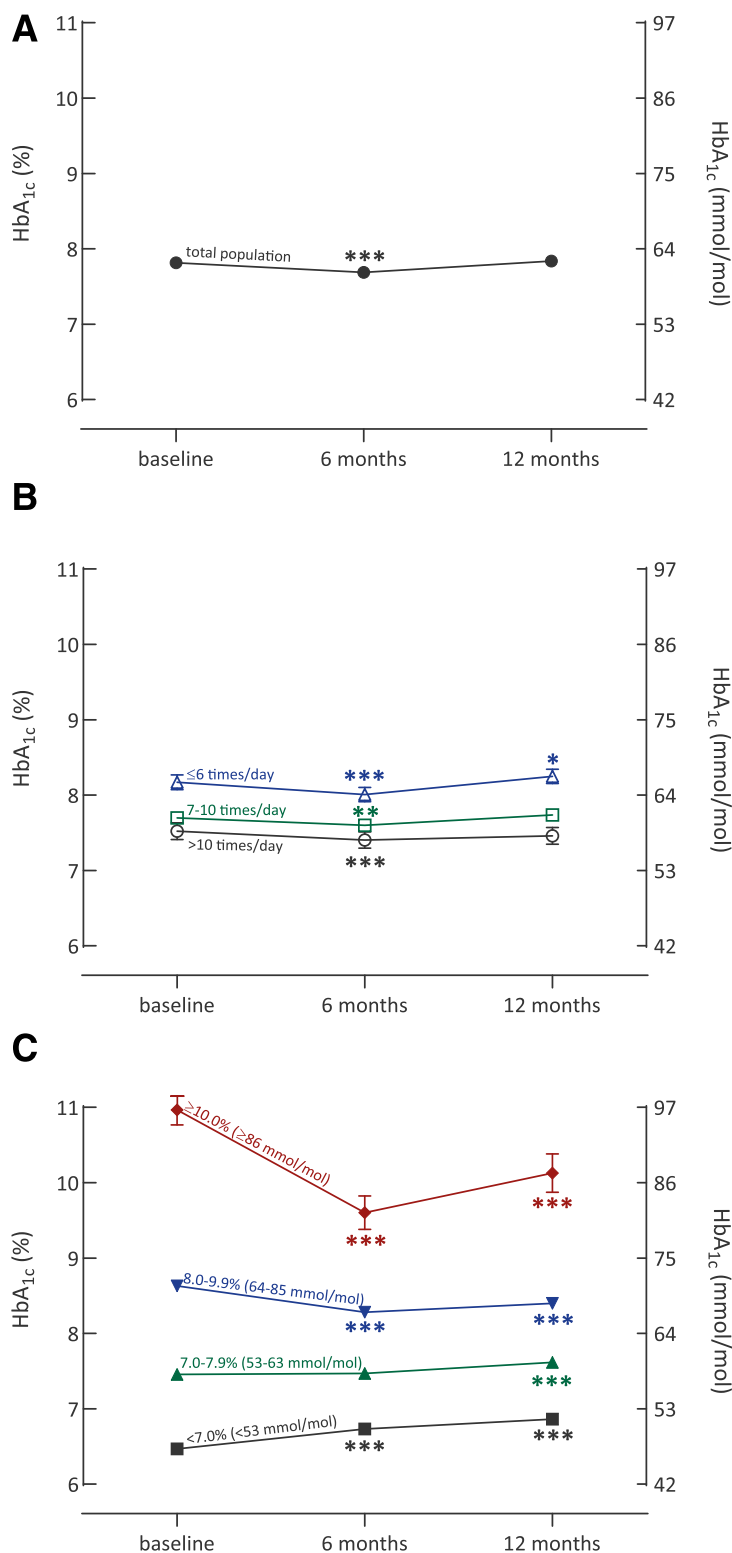 A
11
97
10
86
HbA1c (%)
HbA1c (mmol/mol)
9
75
8
total population
***
64
7
53
6
42
baseline
6 months
12 months
B
11
97
10
86
HbA1c (%)
HbA1c (mmol/mol)
9
75
≤6 times/day
***
*
8
64
7-10 times/day
**
>10 times/day
***
7
53
6
42
baseline
6 months
12 months
C
11
≥10.0% (≥86 mmol/mol)
97
10
86
***
***
HbA1c (%)
HbA1c (mmol/mol)
9
75
8.0-9.9% (64-85 mmol/mol)
***
***
8
64
7.0-7.9% (53-63 mmol/mol)
***
7
53
<7.0% (<53 mmol/mol)
***
***
6
42
baseline
6 months
12 months